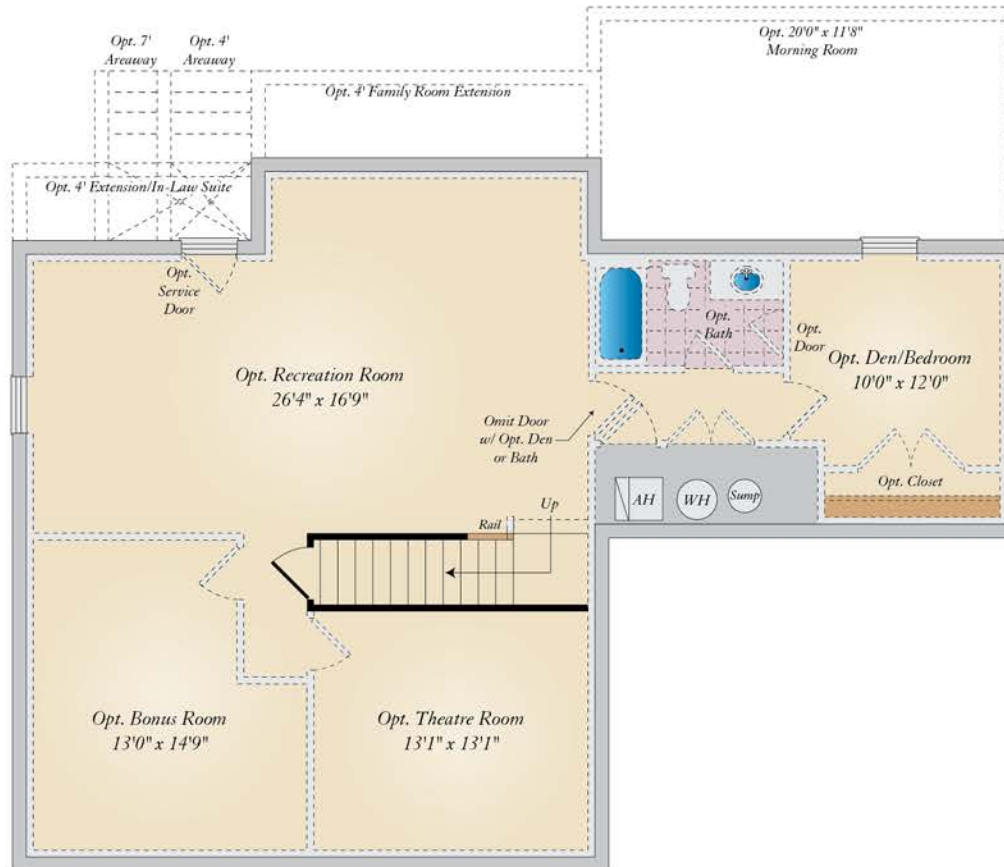 Opt. 7'
Areaway
Opt. 4'
Areaway
Opt. 20'0" x 11'8"
Morning Room
Opt. 4' Family Room Extension
Opt. 4' Extension/In-Law Suite
Opt.
Service
Door
Opt.
Bath
Opt.
Door
Opt. Recreation Room
26'4" x 16'9"
Opt. Den/Bedroom
10'0" x 12'0"
Omit Door
w/ Opt. Den
or Bath
Opt. Closet
AH
WH
Sump
Up
Rail
Opt. Bonus Room
13'0" x 14'9"
Opt. Theatre Room
13'1" x 13'1"